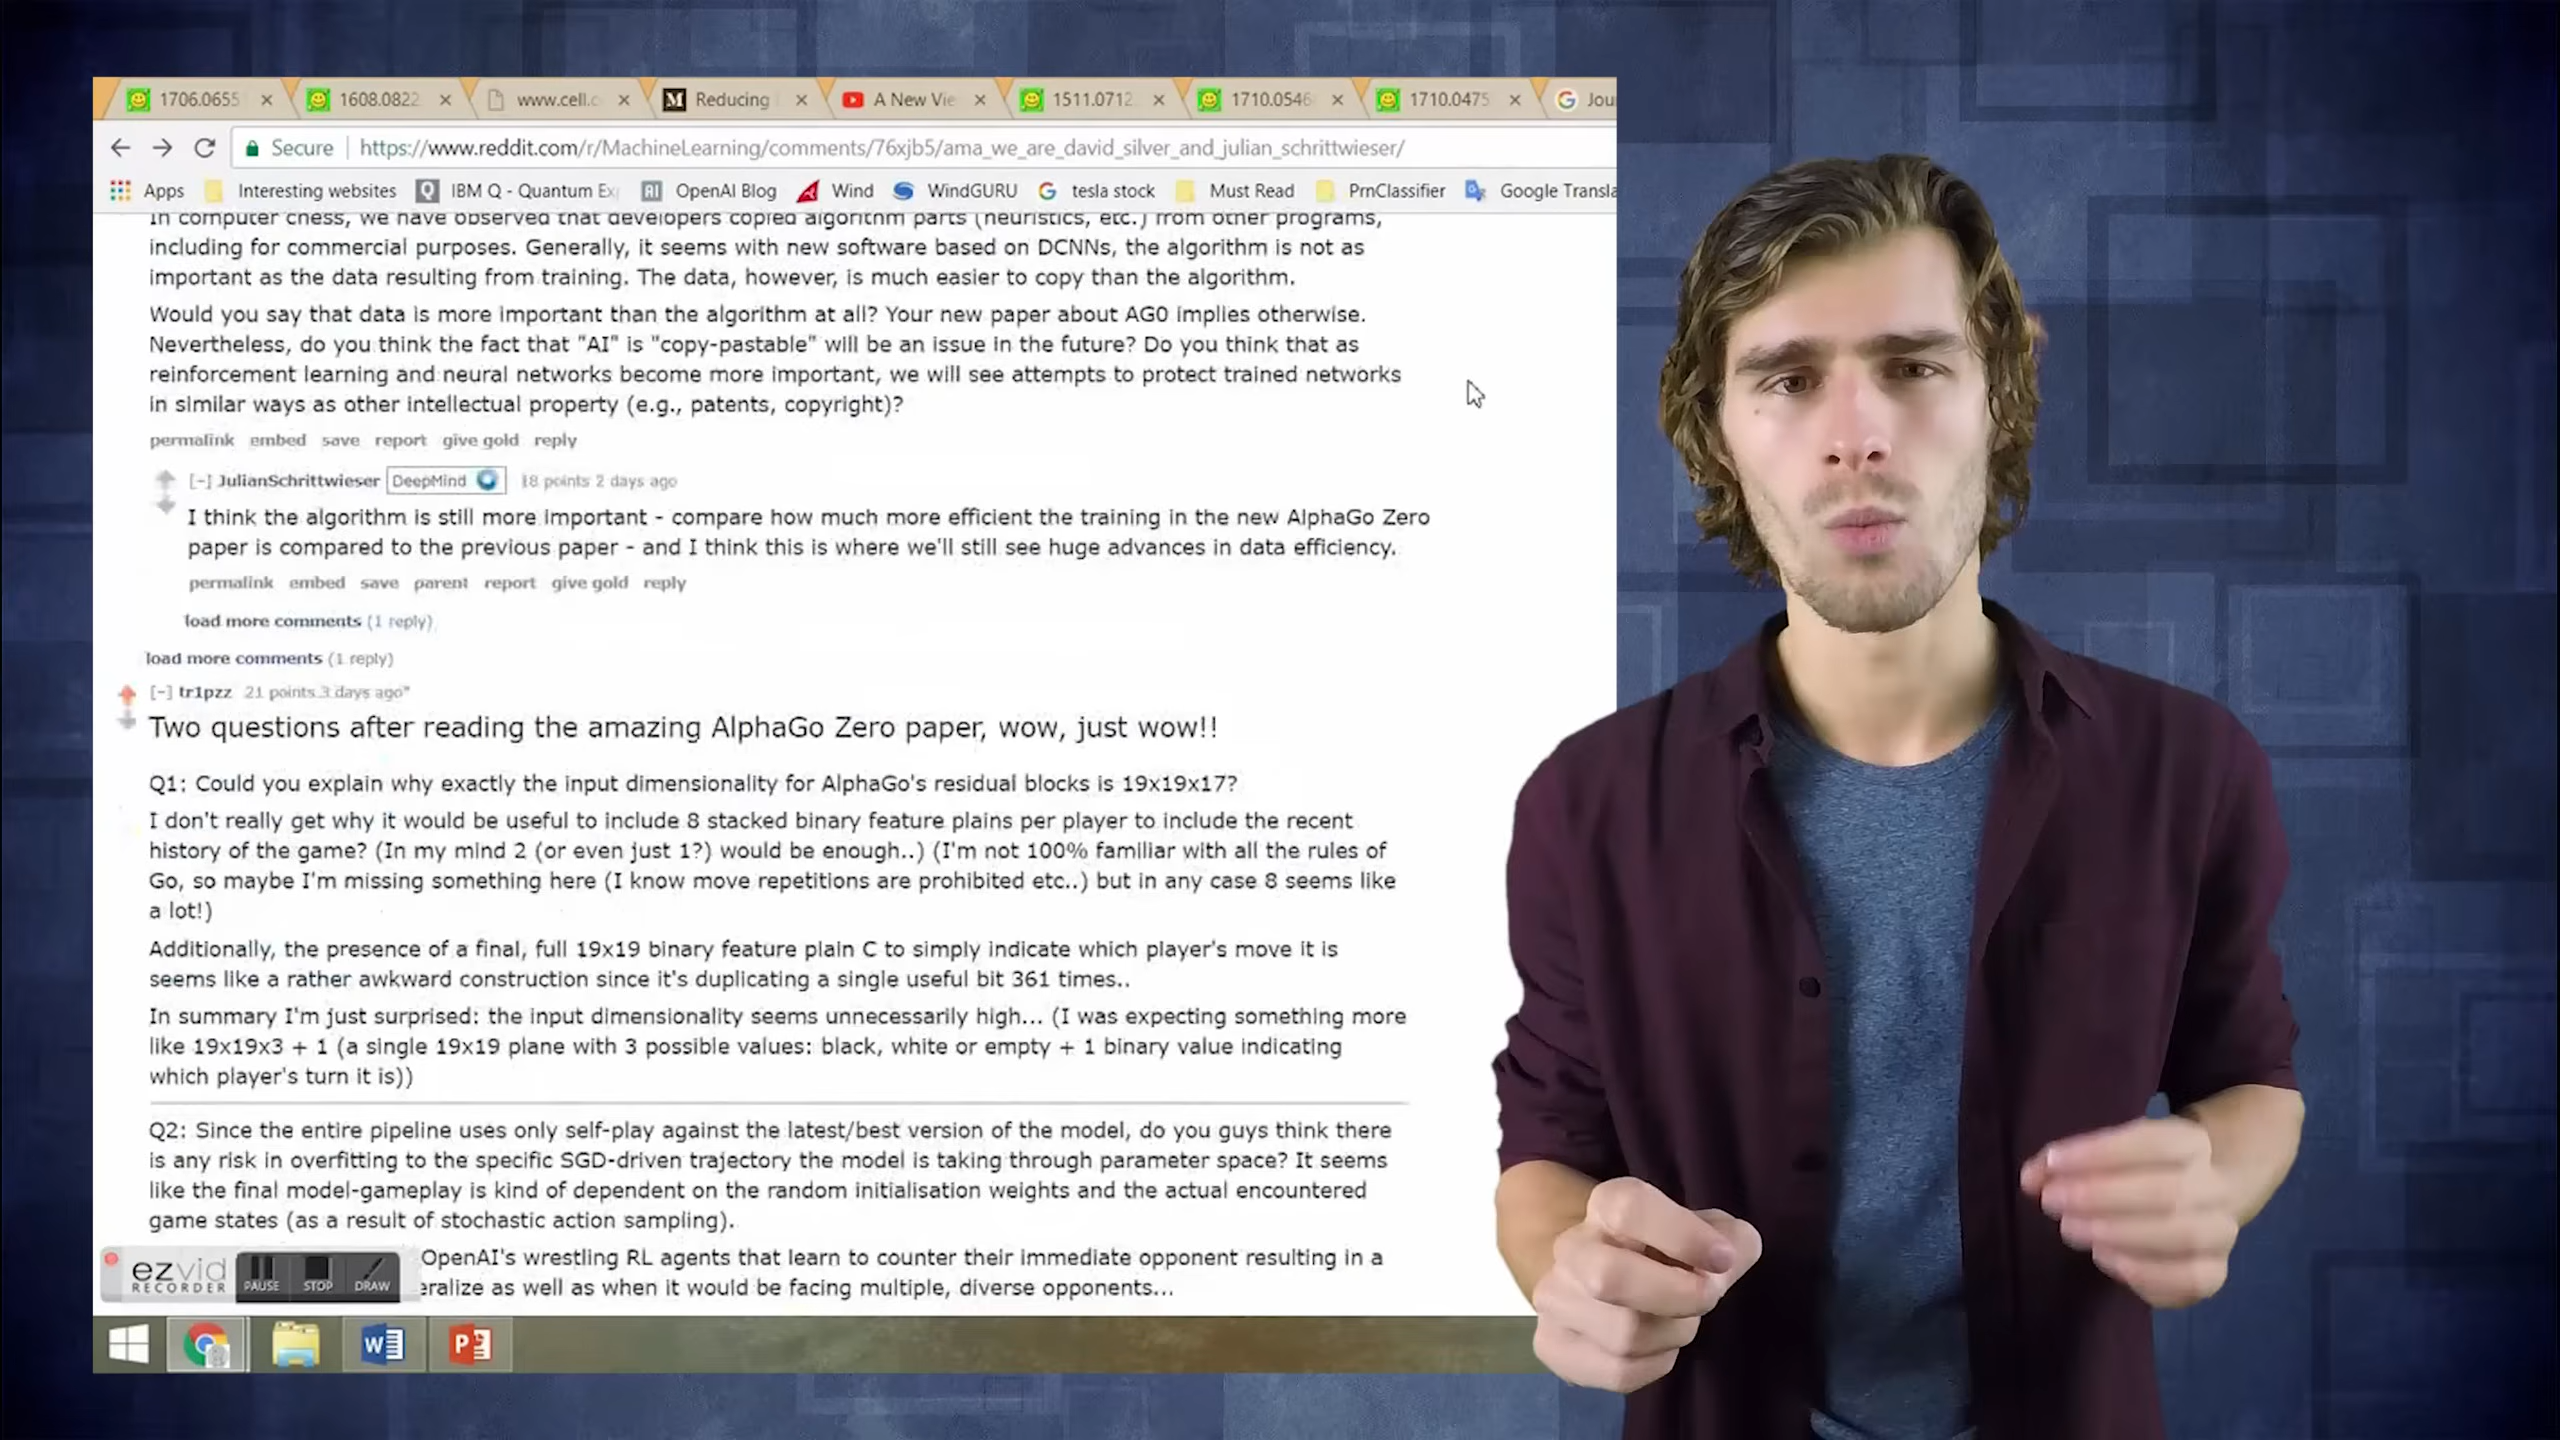 1706.0655
1608.0822
www.cell.c
M
Reducing
A New Vie
1511.0712
1710.0546
1710.0475
G
Jou
Secure
https://www.reddit.com/r/MachineLearning/comments/76xjb5/ama_we_are_david_silver_and_julian_schrittwieser/
Apps
Interesting websites
Q
IBM Q - Quantum Ex
AI
OpenAI Blog
Wind
WindGURU
G
tesla stock
Must Read
PrnClassifier
Google Transla
In computer chess, we have observed that developers copied algorithm parts (heuristics, etc.) from other programs,
including for commercial purposes. Generally, it seems with new software based on DCNNs, the algorithm is not as
important as the data resulting from training. The data, however, is much easier to copy than the algorithm.
Would you say that data is more important than the algorithm at all? Your new paper about AG0 implies otherwise.
Nevertheless, do you think the fact that "AI" is "copy-pastable" will be an issue in the future? Do you think that as
reinforcement learning and neural networks become more important, we will see attempts to protect trained networks
in similar ways as other intellectual property (e.g., patents, copyright)?
permalink embed save report give gold reply
[-] JulianSchrittwieser DeepMind 18 points 2 days ago
I think the algorithm is still more important - compare how much more efficient the training in the new AlphaGo Zero
paper is compared to the previous paper - and I think this is where we'll still see huge advances in data efficiency.
permalink embed save parent report give gold reply
load more comments (1 reply)
load more comments (1 reply)
[-] tr1pzz 21 points 3 days ago*
Two questions after reading the amazing AlphaGo Zero paper, wow, just wow!!
Q1: Could you explain why exactly the input dimensionality for AlphaGo's residual blocks is 19x19x17?
I don't really get why it would be useful to include 8 stacked binary feature plains per player to include the recent
history of the game? (In my mind 2 (or even just 1?) would be enough..) (I'm not 100% familiar with all the rules of
Go, so maybe I'm missing something here (I know move repetitions are prohibited etc..) but in any case 8 seems like
a lot!)
Additionally, the presence of a final, full 19x19 binary feature plain C to simply indicate which player's move it is
seems like a rather awkward construction since it's duplicating a single useful bit 361 times..
In summary I'm just surprised: the input dimensionality seems unnecessarily high... (I was expecting something more
like 19x19x3 + 1 (a single 19x19 plane with 3 possible values: black, white or empty + 1 binary value indicating
which player's turn it is))
Q2: Since the entire pipeline uses only self-play against the latest/best version of the model, do you guys think there
is any risk in overfitting to the specific SGD-driven trajectory the model is taking through parameter space? It seems
like the final model-gameplay is kind of dependent on the random initialisation weights and the actual encountered
game states (as a result of stochastic action sampling).
OpenAI's wrestling RL agents that learn to counter their immediate opponent resulting in a
eralize as well as when it would be facing multiple, diverse opponents...
ezvid
RECORDER
PAUSE
STOP
DRAW
W
P